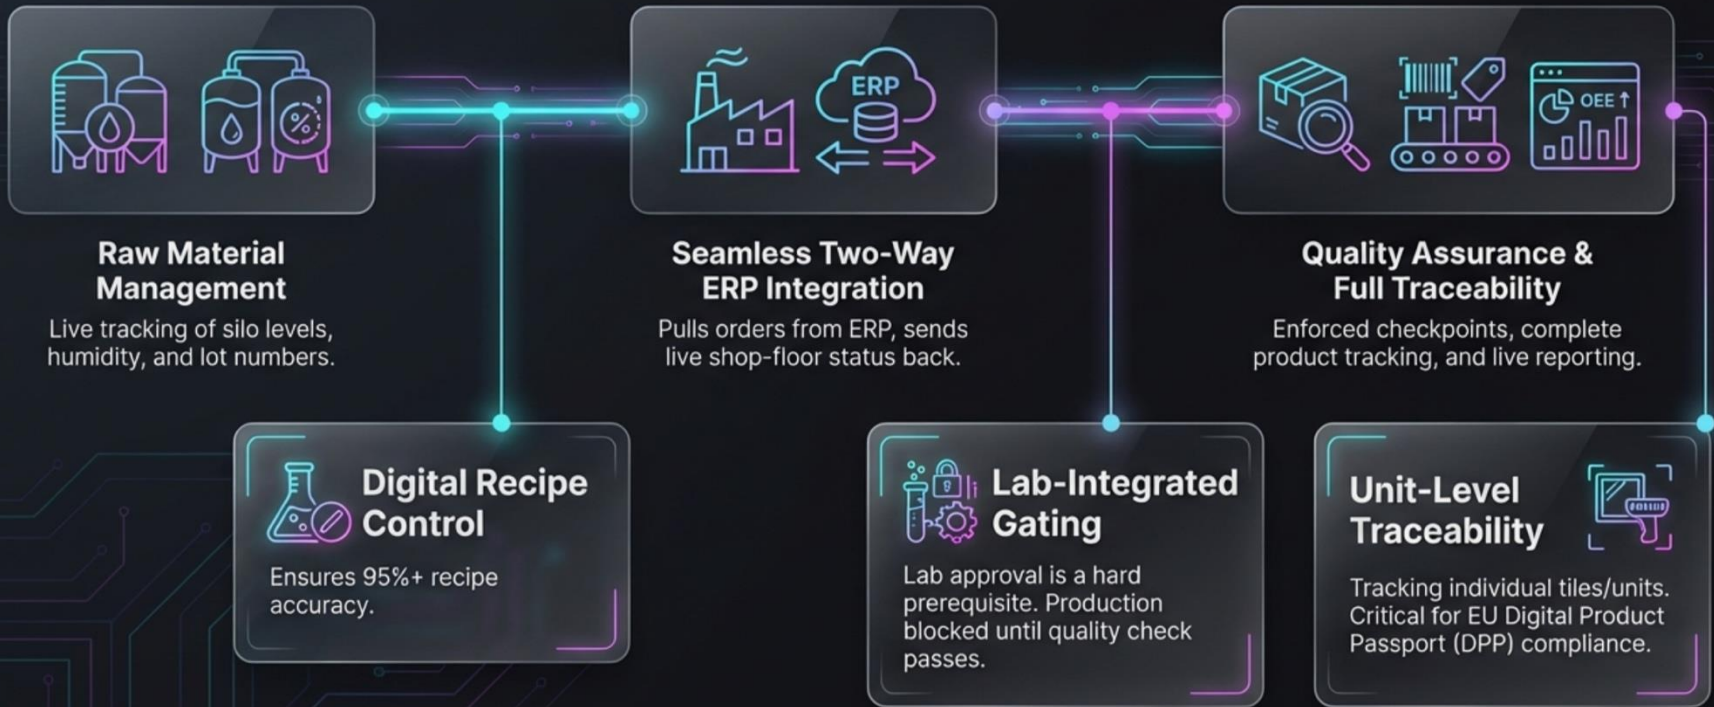 ERP
OEE ↑
Raw Material
Management
Live tracking of silo levels,
humidity, and lot numbers.
Seamless Two-Way
ERP Integration
Pulls orders from ERP, sends
live shop-floor status back.
Quality Assurance &
Full Traceability
Enforced checkpoints, complete
product tracking, and live reporting.
Digital Recipe
Control
Ensures 95%+ recipe
accuracy.
Lab-Integrated
Gating
Lab approval is a hard
prerequisite. Production
blocked until quality check
passes.
Unit-Level
Traceability
Tracking individual tiles/units.
Critical for EU Digital Product
Passport (DPP) compliance.